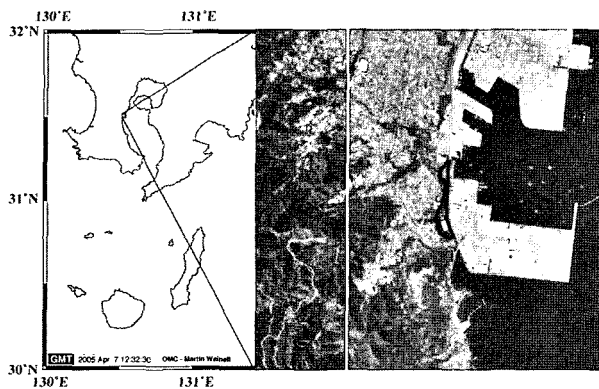 130°E 131°E
32°N
31°N
30°N
GMT 2005 Apr 7 12:32:30 OMC - Martin Weinelt
130°E 131°E